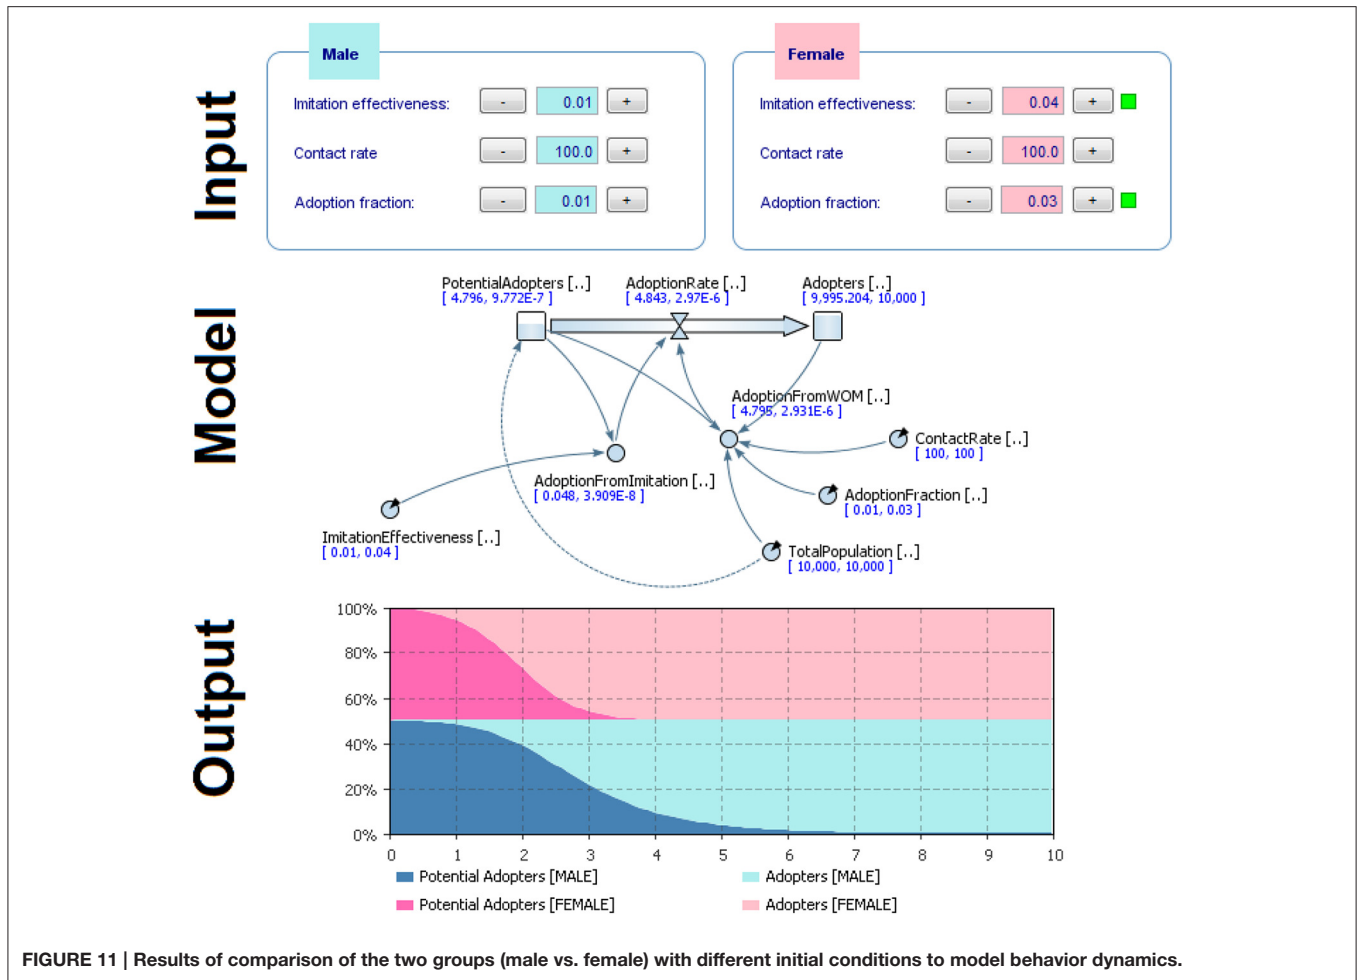 Input
Male
Imitation effectiveness:
-
0.01
+
Contact rate
-
100.0
+
Adoption fraction:
-
0.01
+
Female
Imitation effectiveness:
-
0.04
+
Contact rate
-
100.0
+
Adoption fraction:
-
0.03
+
Model
PotentialAdopters [..]
[ 4.796, 9.772E-7 ]
AdoptionRate [..]
[ 4.843, 2.97E-6 ]
Adopters [..]
[ 9,995.204, 10,000 ]
AdoptionFromWOM [..]
[ 4.795, 2.931E-6 ]
ContactRate [..]
[ 100, 100 ]
AdoptionFromImitation [..]
[ 0.048, 3.909E-8 ]
AdoptionFraction [..]
[ 0.01, 0.03 ]
ImitationEffectiveness [..]
[ 0.01, 0.04 ]
TotalPopulation [..]
[ 10,000, 10,000 ]
Output
100%
80%
60%
40%
20%
0%
0 1 2 3 4 5 6 7 8 9 10
Potential Adopters [MALE]
Adopters [MALE]
Potential Adopters [FEMALE]
Adopters [FEMALE]
FIGURE 11 | Results of comparison of the two groups (male vs. female) with different initial conditions to model behavior dynamics.